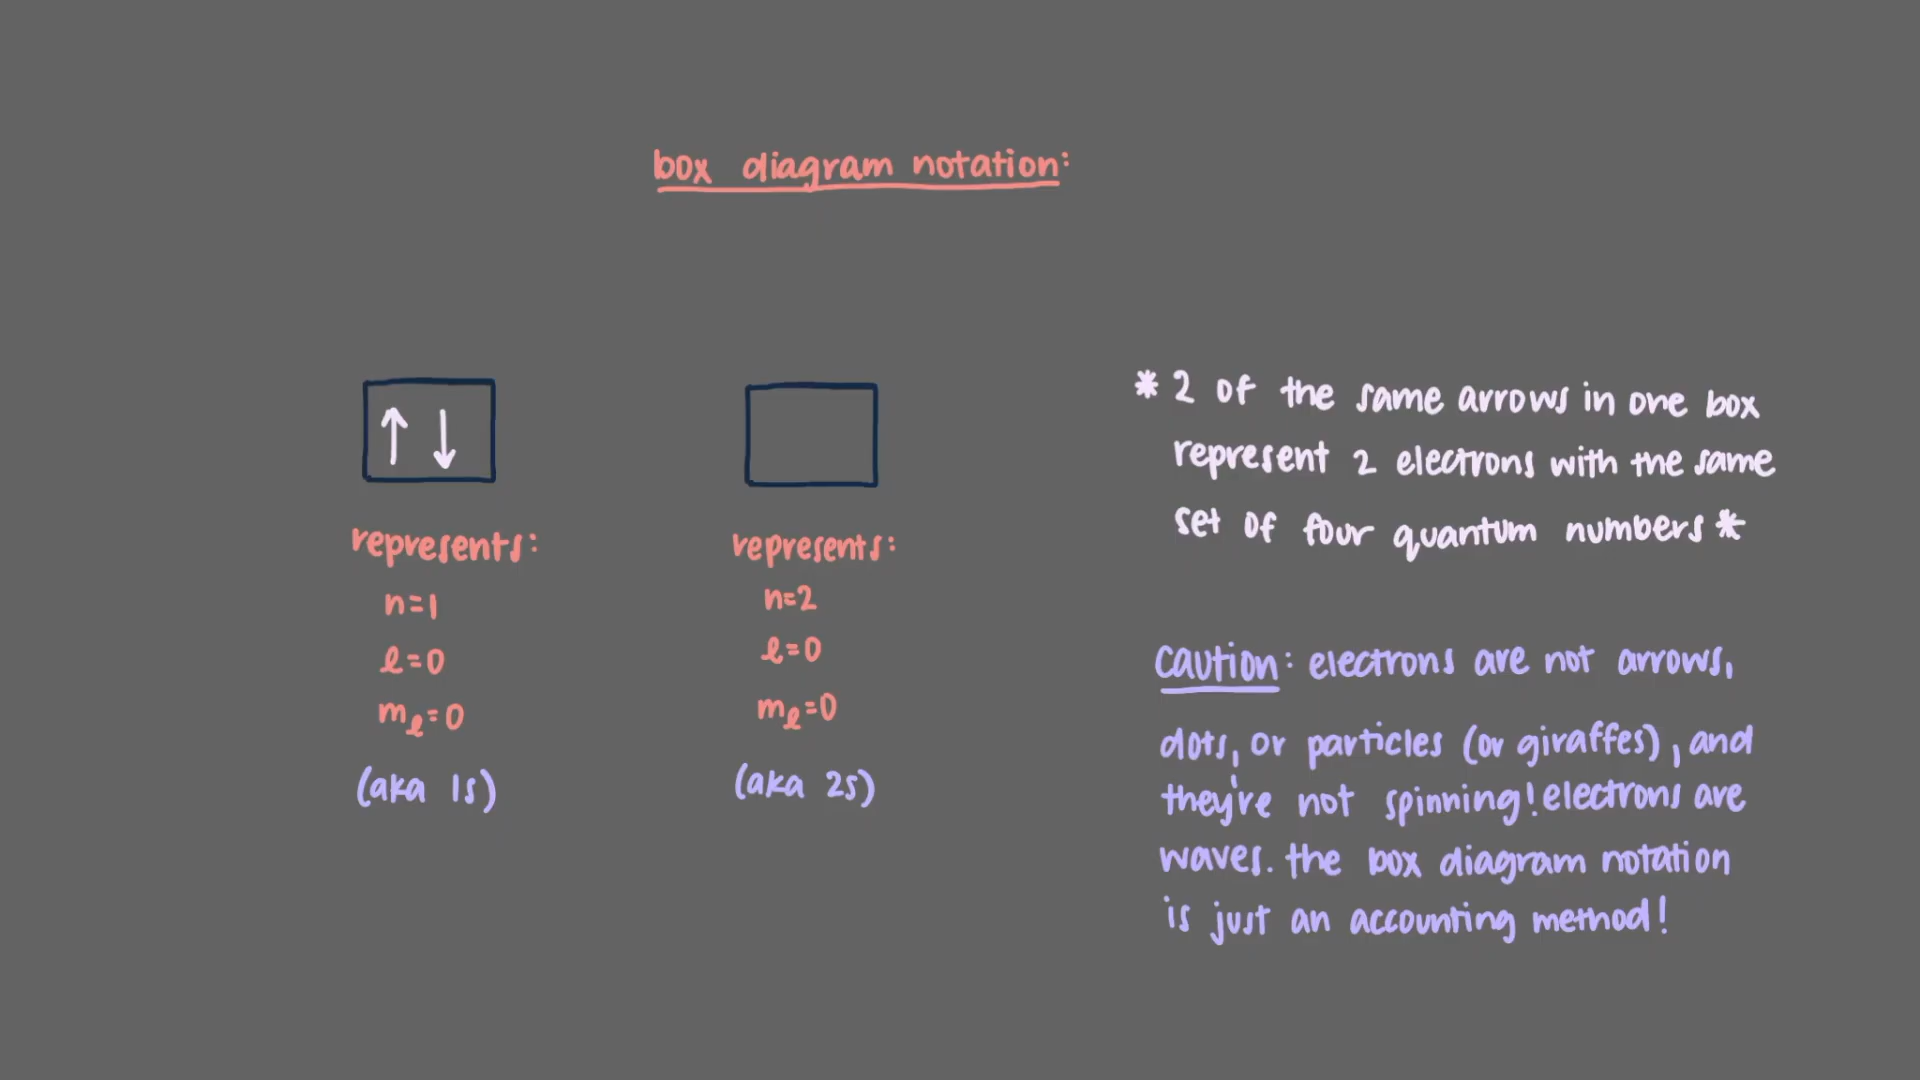 box diagram notation:
↑ ↓
represents:
n=1
ℓ=0
mℓ=0
(aka 1s)
represents:
n=2
ℓ=0
mℓ=0
(aka 2s)
* 2 of the same arrows in one box
represent 2 electrons with the same
set of four quantum numbers *
caution: electrons are not arrows,
dots, or particles (or giraffes), and
they're not spinning! electrons are
waves. the box diagram notation
is just an accounting method!